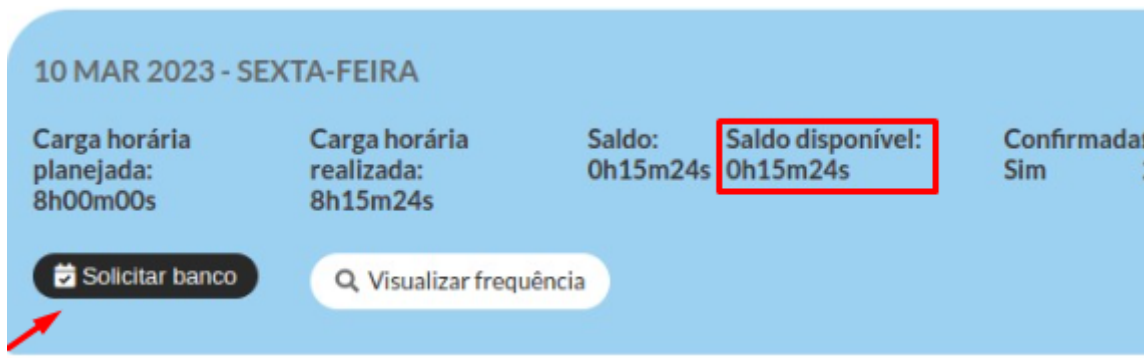 10 MAR 2023 - SEXTA-FEIRA
Carga horária
planejada:
8h00m00s
Carga horária
realizada:
8h15m24s
Saldo:
0h15m24s
Saldo disponível:
0h15m24s
Confirmada
Sim
Solicitar banco
Visualizar frequência